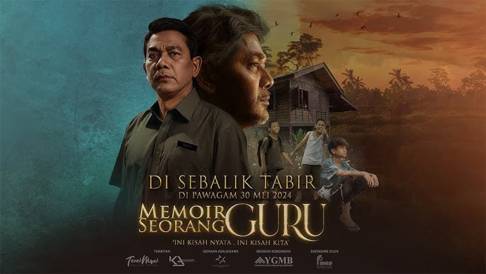 DI SEBALIK TABIR
DI PAWAGAM 30 MEI 2024
MEMOIR
SEORANG GURU
'INI KISAH NYATA . INI KISAH KITA'
YGMB